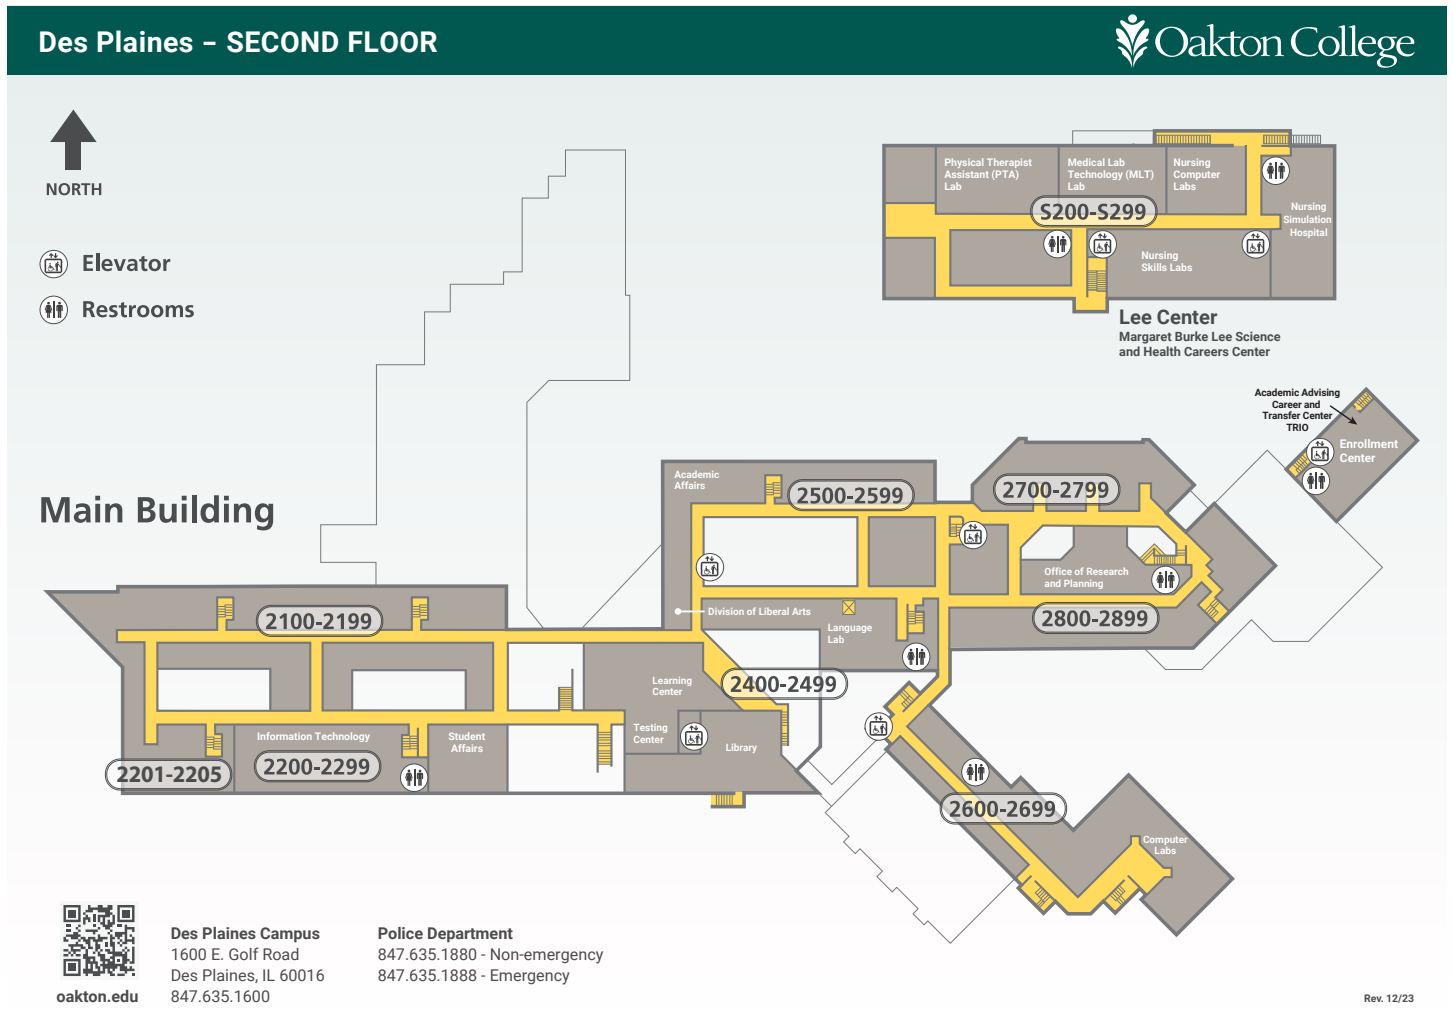 Des Plaines – SECOND FLOOR
Oakton College
NORTH
Elevator
Restrooms
Main Building
Physical Therapist
Assistant (PTA)
Lab
Medical Lab
Technology (MLT)
Lab
Nursing
Computer
Labs
S200-S299
Nursing
Simulation
Hospital
Nursing
Skills Labs
Lee Center
Margaret Burke Lee Science
and Health Careers Center
Academic Advising
Career and
Transfer Center
TRIO
Enrollment
Center
Academic
Affairs
2500-2599
2700-2799
Office of Research
and Planning
2800-2899
Division of Liberal Arts
Language
Lab
2100-2199
2400-2499
Learning
Center
Testing
Center
Library
Information Technology
Student
Affairs
2201-2205
2200-2299
2600-2699
Computer
Labs
oakton.edu
Des Plaines Campus
1600 E. Golf Road
Des Plaines, IL 60016
847.635.1600
Police Department
847.635.1880 - Non-emergency
847.635.1888 - Emergency
Rev. 12/23